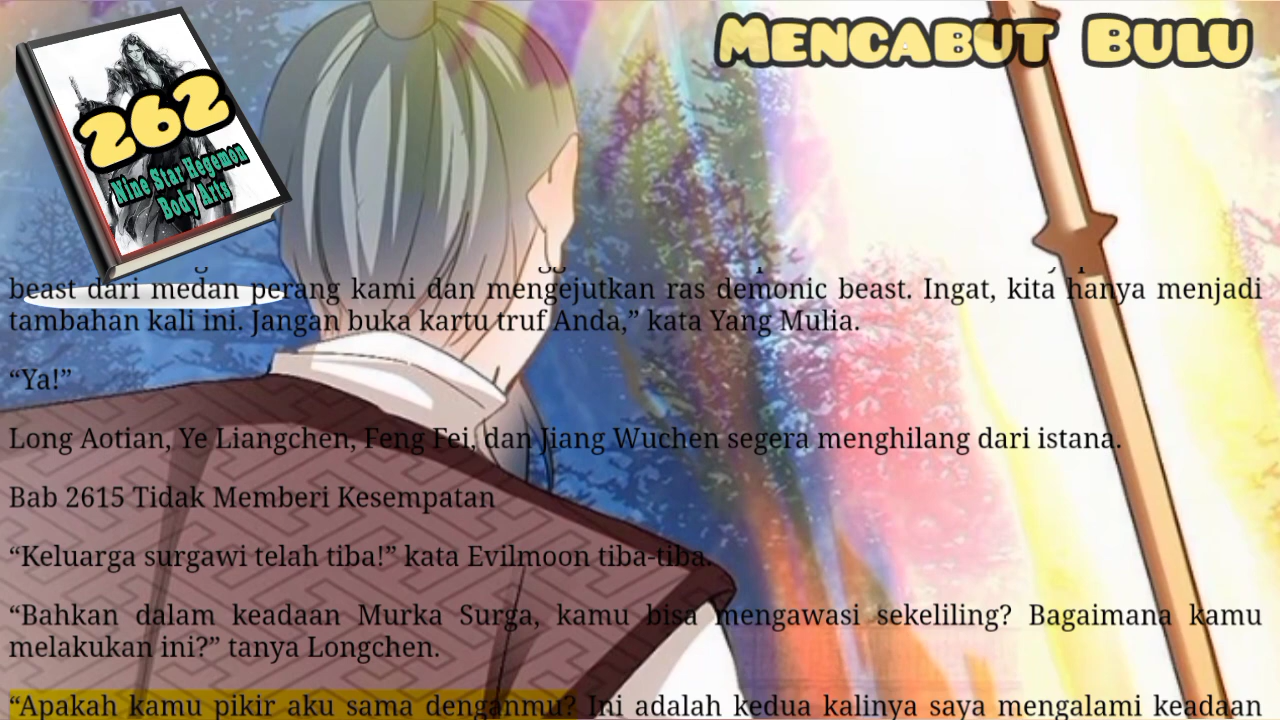 Mencabut Bulu
262
Nine Star Hegemon
Body Arts
beast dari medan perang kami dan mengejutkan ras demonic beast. Ingat, kita hanya menjadi
tambahan kali ini. Jangan buka kartu truf Anda,” kata Yang Mulia.
“Ya!”
Long Aotian, Ye Liangchen, Feng Fei, dan Jiang Wuchen segera menghilang dari istana.
Bab 2615 Tidak Memberi Kesempatan
“Keluarga surgawi telah tiba!” kata Evilmoon tiba-tiba.
“Bahkan dalam keadaan Murka Surga, kamu bisa mengawasi sekeliling? Bagaimana kamu
melakukan ini?” tanya Longchen.
“Apakah kamu pikir aku sama denganmu? Ini adalah kedua kalinya saya mengalami keadaan